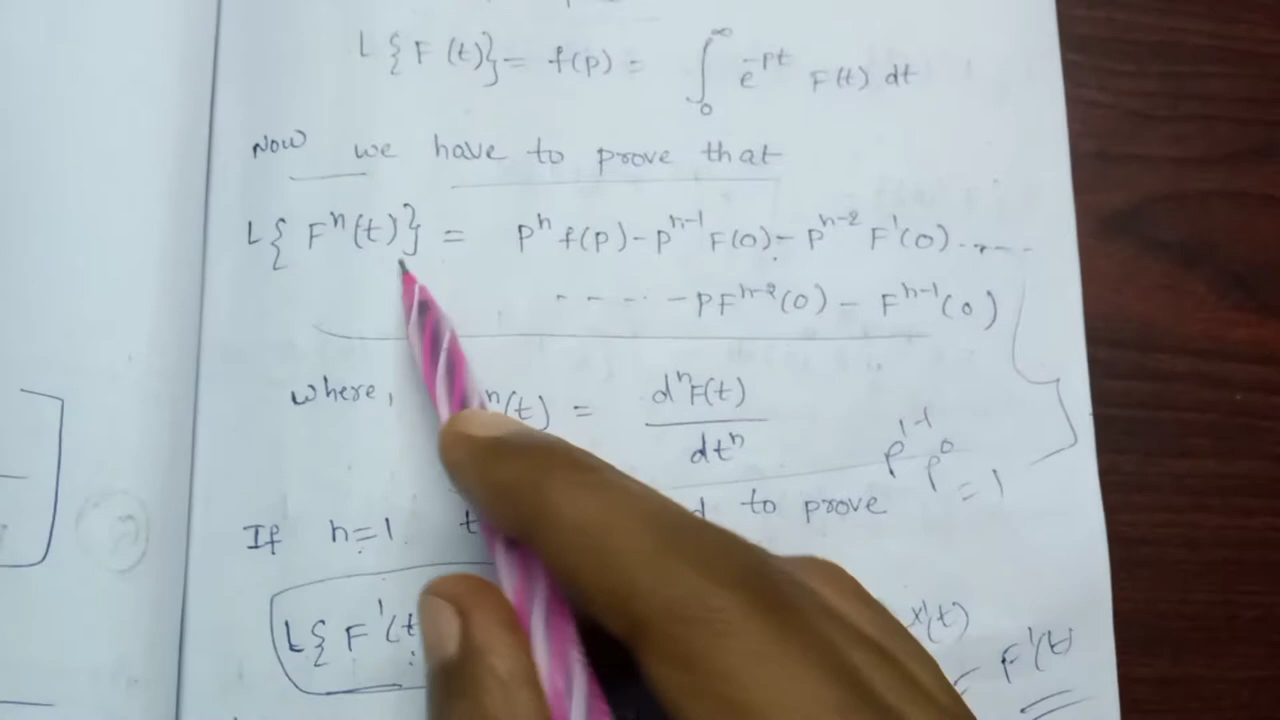 L{F(t)} = f(p) = ∫₀^∞ e^-pt F(t) dt
Now we have to prove that
L{Fⁿ(t)} = pⁿ f(p) - pⁿ⁻¹ F(0) - pⁿ⁻² F'(0) ......
- - - - - pFⁿ⁻²(0) - Fⁿ⁻¹(0)
where, ⁿ(t) = dⁿF(t) / dtⁿ
p¹⁻¹
p⁰ = 1
If n=1 to prove
L{F'(t
x'(t)
= F'(t)